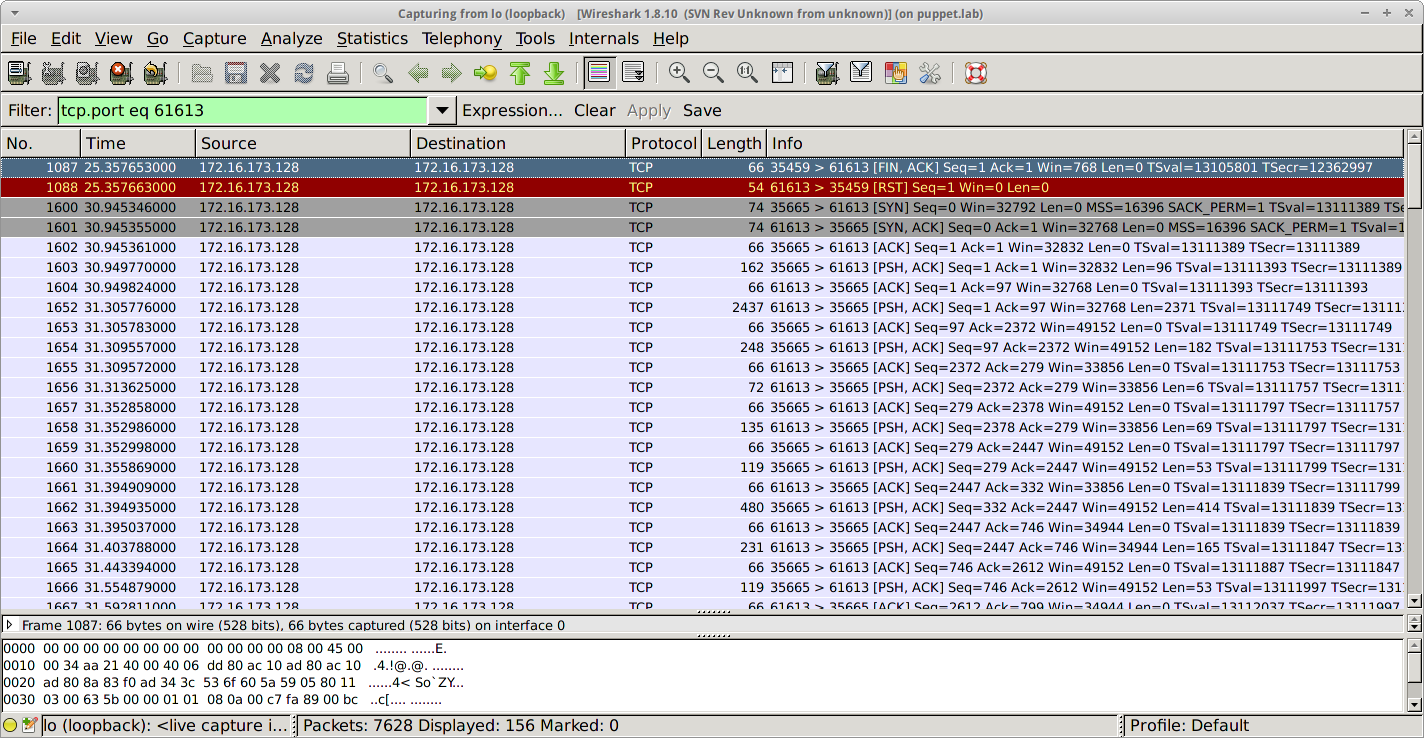 Capturing from lo (loopback) [Wireshark 1.8.10 (SVN Rev Unknown from unknown)] (on puppet.lab)
File Edit View Go Capture Analyze Statistics Telephony Tools Internals Help
Filter: tcp.port eq 61613 Expression... Clear Apply Save
No. Time Source Destination Protocol Length Info
1087 25.357653000 172.16.173.128 172.16.173.128 TCP 66 35459 > 61613 [FIN, ACK] Seq=1 Ack=1 Win=768 Len=0 TSval=13105801 TSecr=12362997
1088 25.357663000 172.16.173.128 172.16.173.128 TCP 54 61613 > 35459 [RST] Seq=1 Win=0 Len=0
1600 30.945346000 172.16.173.128 172.16.173.128 TCP 74 35665 > 61613 [SYN] Seq=0 Win=32792 Len=0 MSS=16396 SACK_PERM=1 TSval=13111389 TSe
1601 30.945355000 172.16.173.128 172.16.173.128 TCP 74 61613 > 35665 [SYN, ACK] Seq=0 Ack=1 Win=32768 Len=0 MSS=16396 SACK_PERM=1 TSval=1
1602 30.945361000 172.16.173.128 172.16.173.128 TCP 66 35665 > 61613 [ACK] Seq=1 Ack=1 Win=32832 Len=0 TSval=13111389 TSecr=13111389
1603 30.949770000 172.16.173.128 172.16.173.128 TCP 162 35665 > 61613 [PSH, ACK] Seq=1 Ack=1 Win=32832 Len=96 TSval=13111393 TSecr=13111389
1604 30.949824000 172.16.173.128 172.16.173.128 TCP 66 61613 > 35665 [ACK] Seq=1 Ack=97 Win=32768 Len=0 TSval=13111393 TSecr=13111393
1652 31.305776000 172.16.173.128 172.16.173.128 TCP 2437 61613 > 35665 [PSH, ACK] Seq=1 Ack=97 Win=32768 Len=2371 TSval=13111749 TSecr=13111
1653 31.305783000 172.16.173.128 172.16.173.128 TCP 66 35665 > 61613 [ACK] Seq=97 Ack=2372 Win=49152 Len=0 TSval=13111749 TSecr=13111749
1654 31.309557000 172.16.173.128 172.16.173.128 TCP 248 35665 > 61613 [PSH, ACK] Seq=97 Ack=2372 Win=49152 Len=182 TSval=13111753 TSecr=131
1655 31.309572000 172.16.173.128 172.16.173.128 TCP 66 61613 > 35665 [ACK] Seq=2372 Ack=279 Win=33856 Len=0 TSval=13111753 TSecr=13111753
1656 31.313625000 172.16.173.128 172.16.173.128 TCP 72 61613 > 35665 [PSH, ACK] Seq=2372 Ack=279 Win=33856 Len=6 TSval=13111757 TSecr=1311
1657 31.352858000 172.16.173.128 172.16.173.128 TCP 66 35665 > 61613 [ACK] Seq=279 Ack=2378 Win=49152 Len=0 TSval=13111797 TSecr=13111757
1658 31.352986000 172.16.173.128 172.16.173.128 TCP 135 61613 > 35665 [PSH, ACK] Seq=2378 Ack=279 Win=33856 Len=69 TSval=13111797 TSecr=131
1659 31.352998000 172.16.173.128 172.16.173.128 TCP 66 35665 > 61613 [ACK] Seq=279 Ack=2447 Win=49152 Len=0 TSval=13111797 TSecr=13111797
1660 31.355869000 172.16.173.128 172.16.173.128 TCP 119 35665 > 61613 [PSH, ACK] Seq=279 Ack=2447 Win=49152 Len=53 TSval=13111799 TSecr=131
1661 31.394909000 172.16.173.128 172.16.173.128 TCP 66 61613 > 35665 [ACK] Seq=2447 Ack=332 Win=33856 Len=0 TSval=13111839 TSecr=13111799
1662 31.394935000 172.16.173.128 172.16.173.128 TCP 480 35665 > 61613 [PSH, ACK] Seq=332 Ack=2447 Win=49152 Len=414 TSval=13111839 TSecr=13
1663 31.395037000 172.16.173.128 172.16.173.128 TCP 66 61613 > 35665 [ACK] Seq=2447 Ack=746 Win=34944 Len=0 TSval=13111839 TSecr=13111839
1664 31.403788000 172.16.173.128 172.16.173.128 TCP 231 61613 > 35665 [PSH, ACK] Seq=2447 Ack=746 Win=34944 Len=165 TSval=13111847 TSecr=13
1665 31.443394000 172.16.173.128 172.16.173.128 TCP 66 35665 > 61613 [ACK] Seq=746 Ack=2612 Win=49152 Len=0 TSval=13111887 TSecr=13111847
1666 31.554879000 172.16.173.128 172.16.173.128 TCP 119 35665 > 61613 [PSH, ACK] Seq=746 Ack=2612 Win=49152 Len=53 TSval=13111997 TSecr=131
1667 31.592811000 172.16.173.128 172.16.173.128 TCP 66 61613 > 35665 [ACK] Seq=2612 Ack=799 Win=34944 Len=0 TSval=13112037 TSecr=13111997
Frame 1087: 66 bytes on wire (528 bits), 66 bytes captured (528 bits) on interface 0
0000 00 00 00 00 00 00 00 00 00 00 00 00 08 00 45 00 ........ ......E.
0010 00 34 aa 21 40 00 40 06 dd 80 ac 10 ad 80 ac 10 .4.!@.@. ........
0020 ad 80 8a 83 f0 ad 34 3c 53 6f 60 5a 59 05 80 11 ......4< So`ZY...
0030 03 00 63 5b 00 00 01 01 08 0a 00 c7 fa 89 00 bc ..c[.... ........
lo (loopback): <live capture i... Packets: 7628 Displayed: 156 Marked: 0 Profile: Default